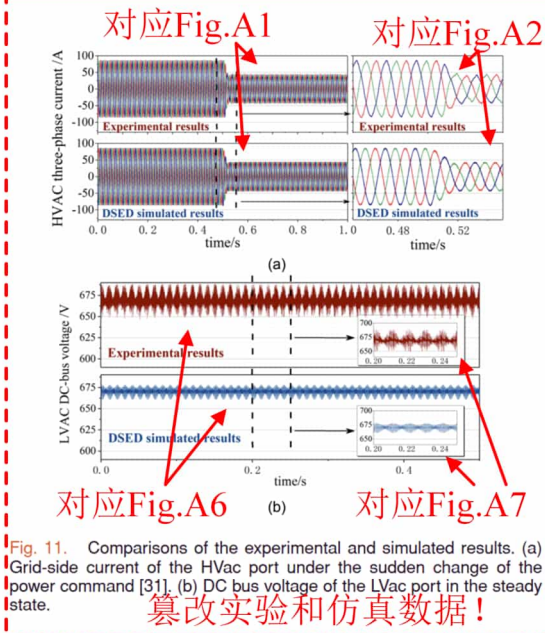 对应Fig.A1
对应Fig.A2
HVAC three-phase current /A
100
50
0
-50
-100
Experimental results
Experimental results
100
50
0
-50
-100
DSED simulated results
DSED simulated results
0.0 0.2 0.4 0.6 0.8 1.0
0.48 0.52
time/s
time/s
(a)
LVAC DC-bus voltage /V
675
650
625
600
Experimental results
700
675
650
0.20 0.22 0.24
675
650
625
600
DSED simulated results
700
675
650
0.20 0.22 0.24
0.0 0.2 0.4
time/s
对应Fig.A6
(b)
对应Fig.A7
Fig. 11. Comparisons of the experimental and simulated results. (a)
Grid-side current of the HVac port under the sudden change of the
power command [31], (b) DC bus voltage of the LVac port in the steady
state.
篡改实验和仿真数据！